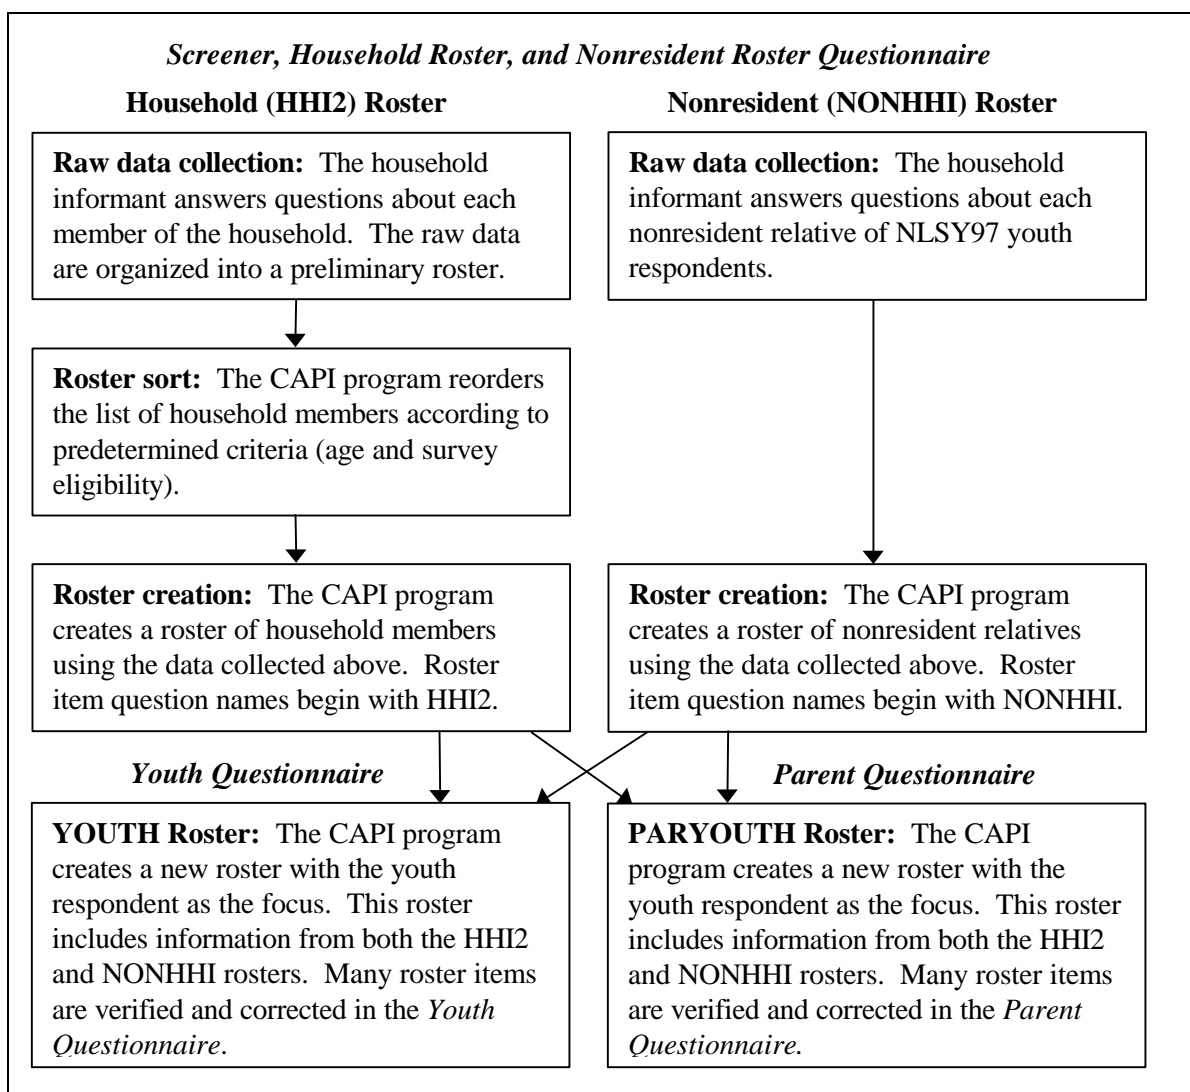 Screener, Household Roster, and Nonresident Roster Questionnaire
Household (HHI2) Roster
Raw data collection: The household
informant answers questions about each
member of the household. The raw data
are organized into a preliminary roster.
Roster sort: The CAPI program reorders
the list of household members according to
predetermined criteria (age and survey
eligibility).
Roster creation: The CAPI program
creates a roster of household members
using the data collected above. Roster
item question names begin with HHI2.
Nonresident (NONHHI) Roster
Raw data collection: The household
informant answers questions about each
nonresident relative of NLSY97 youth
respondents.
Roster creation: The CAPI program
creates a roster of nonresident relatives
using the data collected above. Roster
item question names begin with NONHHI.
Youth Questionnaire
YOUTH Roster: The CAPI program
creates a new roster with the youth
respondent as the focus. This roster
includes information from both the HHI2
and NONHHI rosters. Many roster items
are verified and corrected in the Youth
Questionnaire.
Parent Questionnaire
PARYOUTH Roster: The CAPI
program creates a new roster with the
youth respondent as the focus. This roster
includes information from both the HHI2
and NONHHI rosters. Many roster items
are verified and corrected in the Parent
Questionnaire.